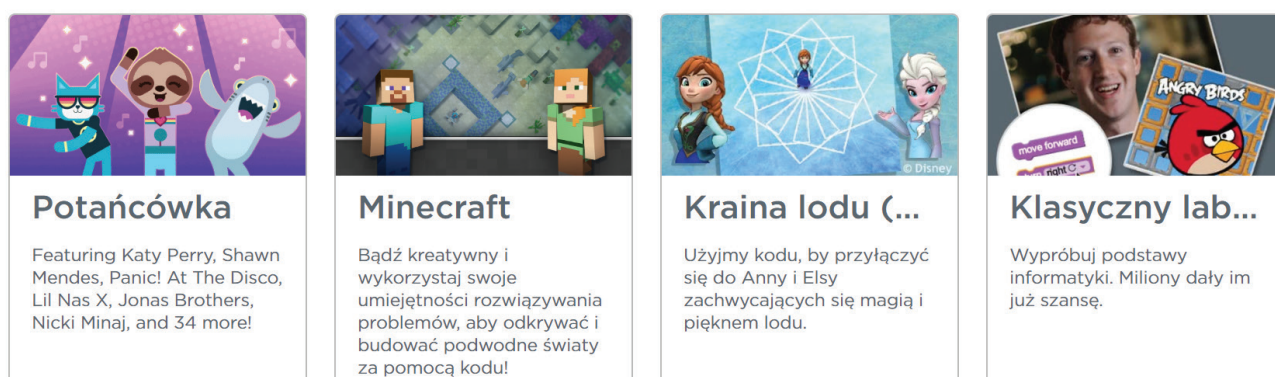 © Disney
ANGRY BIRDS
move forward
right
Potańcówka
Featuring Katy Perry, Shawn
Mendes, Panic! At The Disco,
Lil Nas X, Jonas Brothers,
Nicki Minaj, and 34 more!
Minecraft
Bądź kreatywny i
wykorzystaj swoje
umiejętności rozwiązywania
problemów, aby odkrywać i
budować podwodne światy
za pomocą kodu!
Kraina lodu (...
Użyjmy kodu, by przyłączyć
się do Anny i Elsy
zachwycających się magią i
pięknem lodu.
Klasyczny lab...
Wypróbuj podstawy
informatyki. Miliony dały im
już szansę.